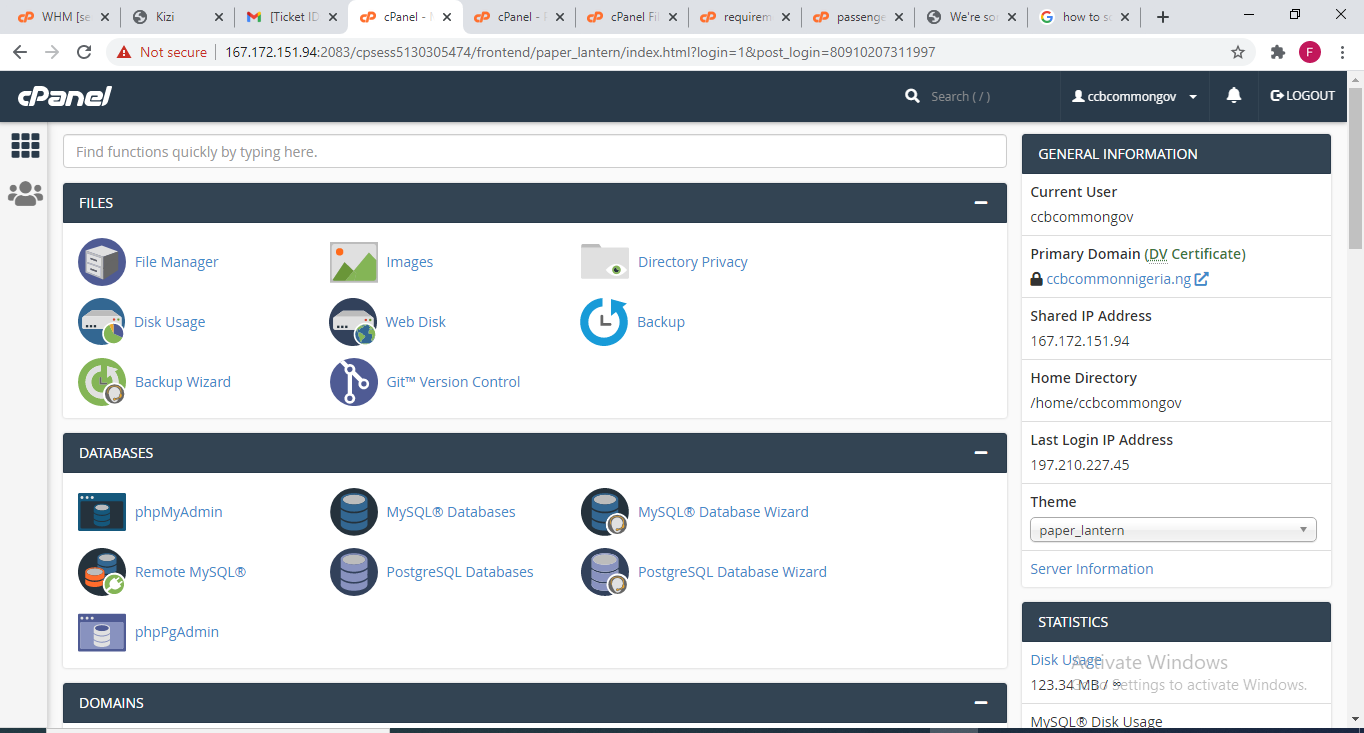 WHM [se
Kizi
[Ticket ID
cPanel - M
cPanel - F
cPanel Fil
requirem
passenge
We're sor
how to sc
Not secure
167.172.151.94:2083/cpsess5130305474/frontend/paper_lantern/index.html?login=1&post_login=80910207311997
F
cPanel
Search ( / )
ccbcommongov
LOGOUT
Find functions quickly by typing here.
FILES
File Manager
Images
Directory Privacy
Disk Usage
Web Disk
Backup
Backup Wizard
Git™ Version Control
DATABASES
phpMyAdmin
MySQL® Databases
MySQL® Database Wizard
Remote MySQL®
PostgreSQL Databases
PostgreSQL Database Wizard
phpPgAdmin
DOMAINS
GENERAL INFORMATION
Current User
ccbcommongov
Primary Domain (DV Certificate)
ccbcommonnigeria.ng
Shared IP Address
167.172.151.94
Home Directory
/home/ccbcommongov
Last Login IP Address
197.210.227.45
Theme
paper_lantern
Server Information
STATISTICS
Disk Usage
123.34 MB / ∞
MySQL® Disk Usage
Activate Windows
Go to Settings to activate Windows.